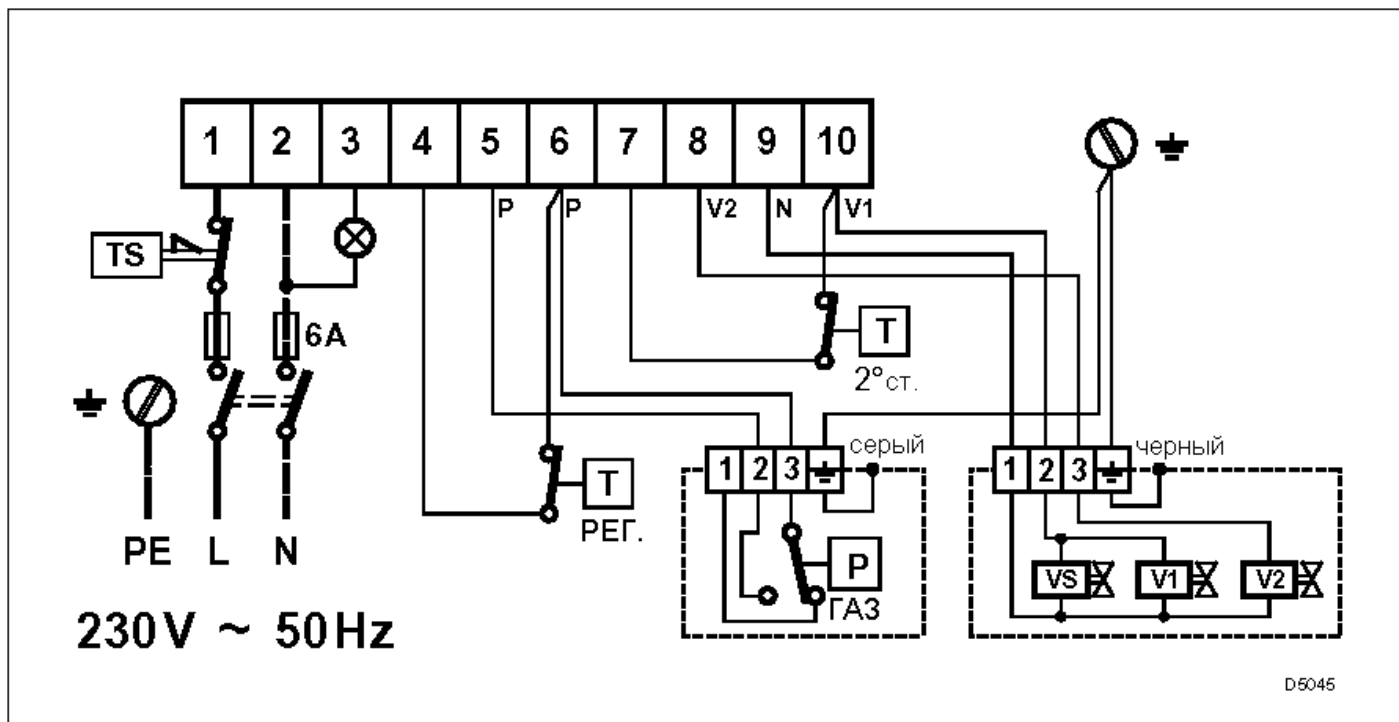 1 2 3 4 5 6 7 8 9 10
P P V2 N V1
TS
6A
T
2°ст.
серый
черный
1 2 3
1 2 3
T
РЕГ.
PE L N
P
ГАЗ
VS V1 V2
230V ~ 50Hz
D5045